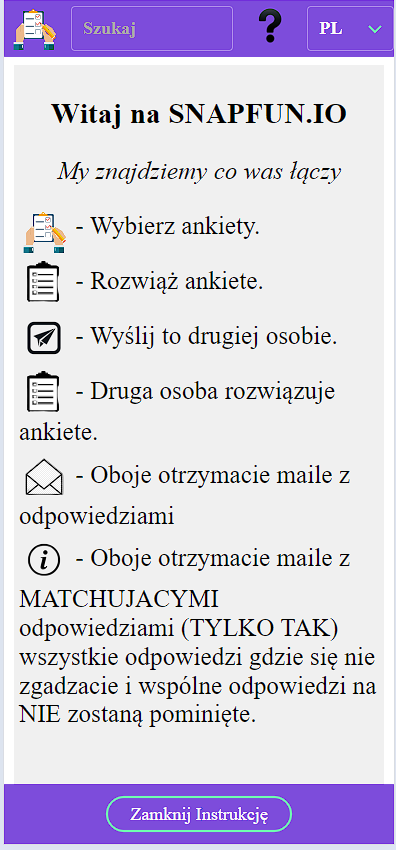 Szukaj
PL
Witaj na SNAPFUN.IO
My znajdziemy co was łączy
- Wybierz ankiety.
- Rozwiąż ankiete.
- Wyślij to drugiej osobie.
- Druga osoba rozwiązuje
ankiete.
- Oboje otrzymacie maile z
odpowiedziami
- Oboje otrzymacie maile z
MATCHUJACYMI
odpowiedziami (TYLKO TAK)
wszystkie odpowiedzi gdzie się nie
zgadzacie i wspólne odpowiedzi na
NIE zostaną pominięte.
Zamknij Instrukcję